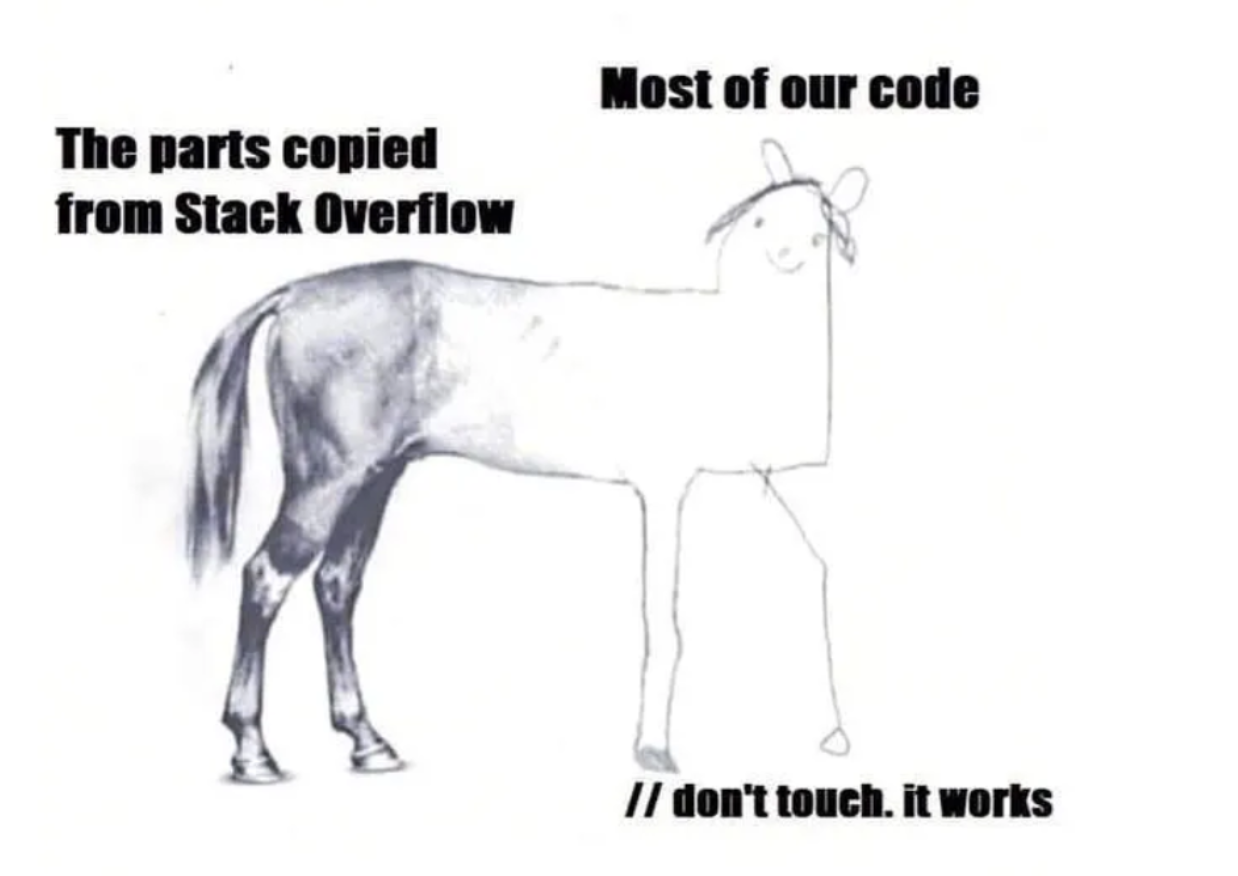 Most of our code
The parts copied
from Stack Overflow
// don't touch. it works